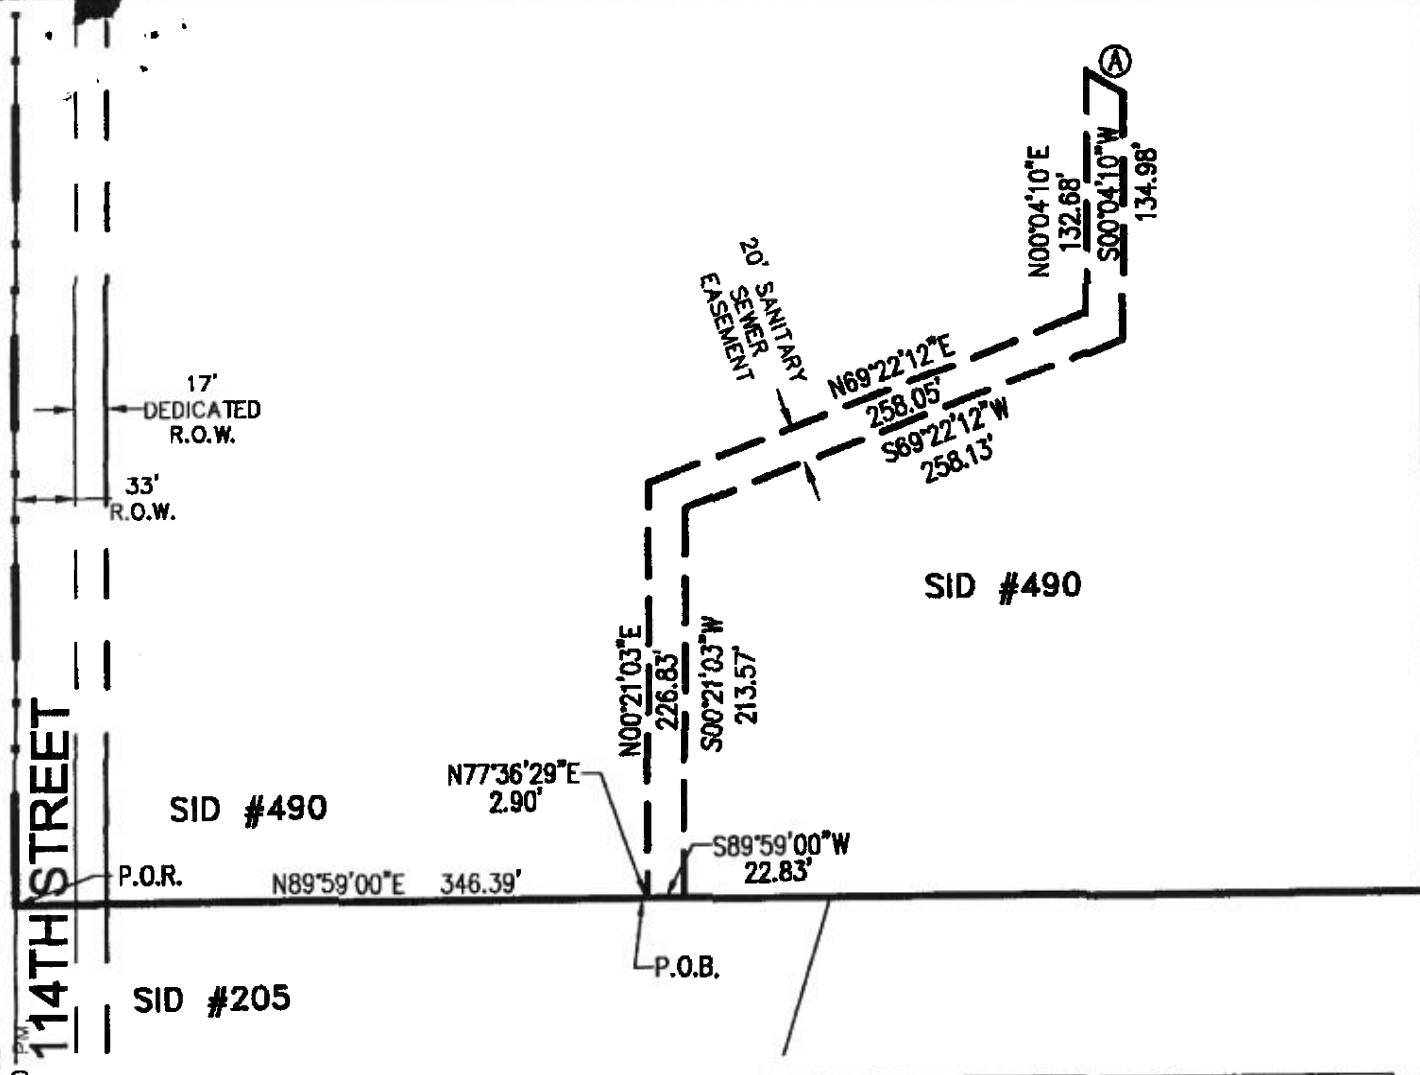 A
N00°04'10"E
132.68'
S00°04'10"W
134.98'
20' SANITARY
SEWER
EASEMENT
N69°22'12"E
258.05'
S69°22'12"W
258.13'
17'
DEDICATED
R.O.W.
33'
R.O.W.
SID #490
N00°21'03"E
226.83'
S00°21'03"W
213.57'
N77°36'29"E
2.90'
SID #490
S89°59'00"W
22.83'
P.O.R.
N89°59'00"E 346.39'
P.O.B.
114TH STREET
SID #205
PM